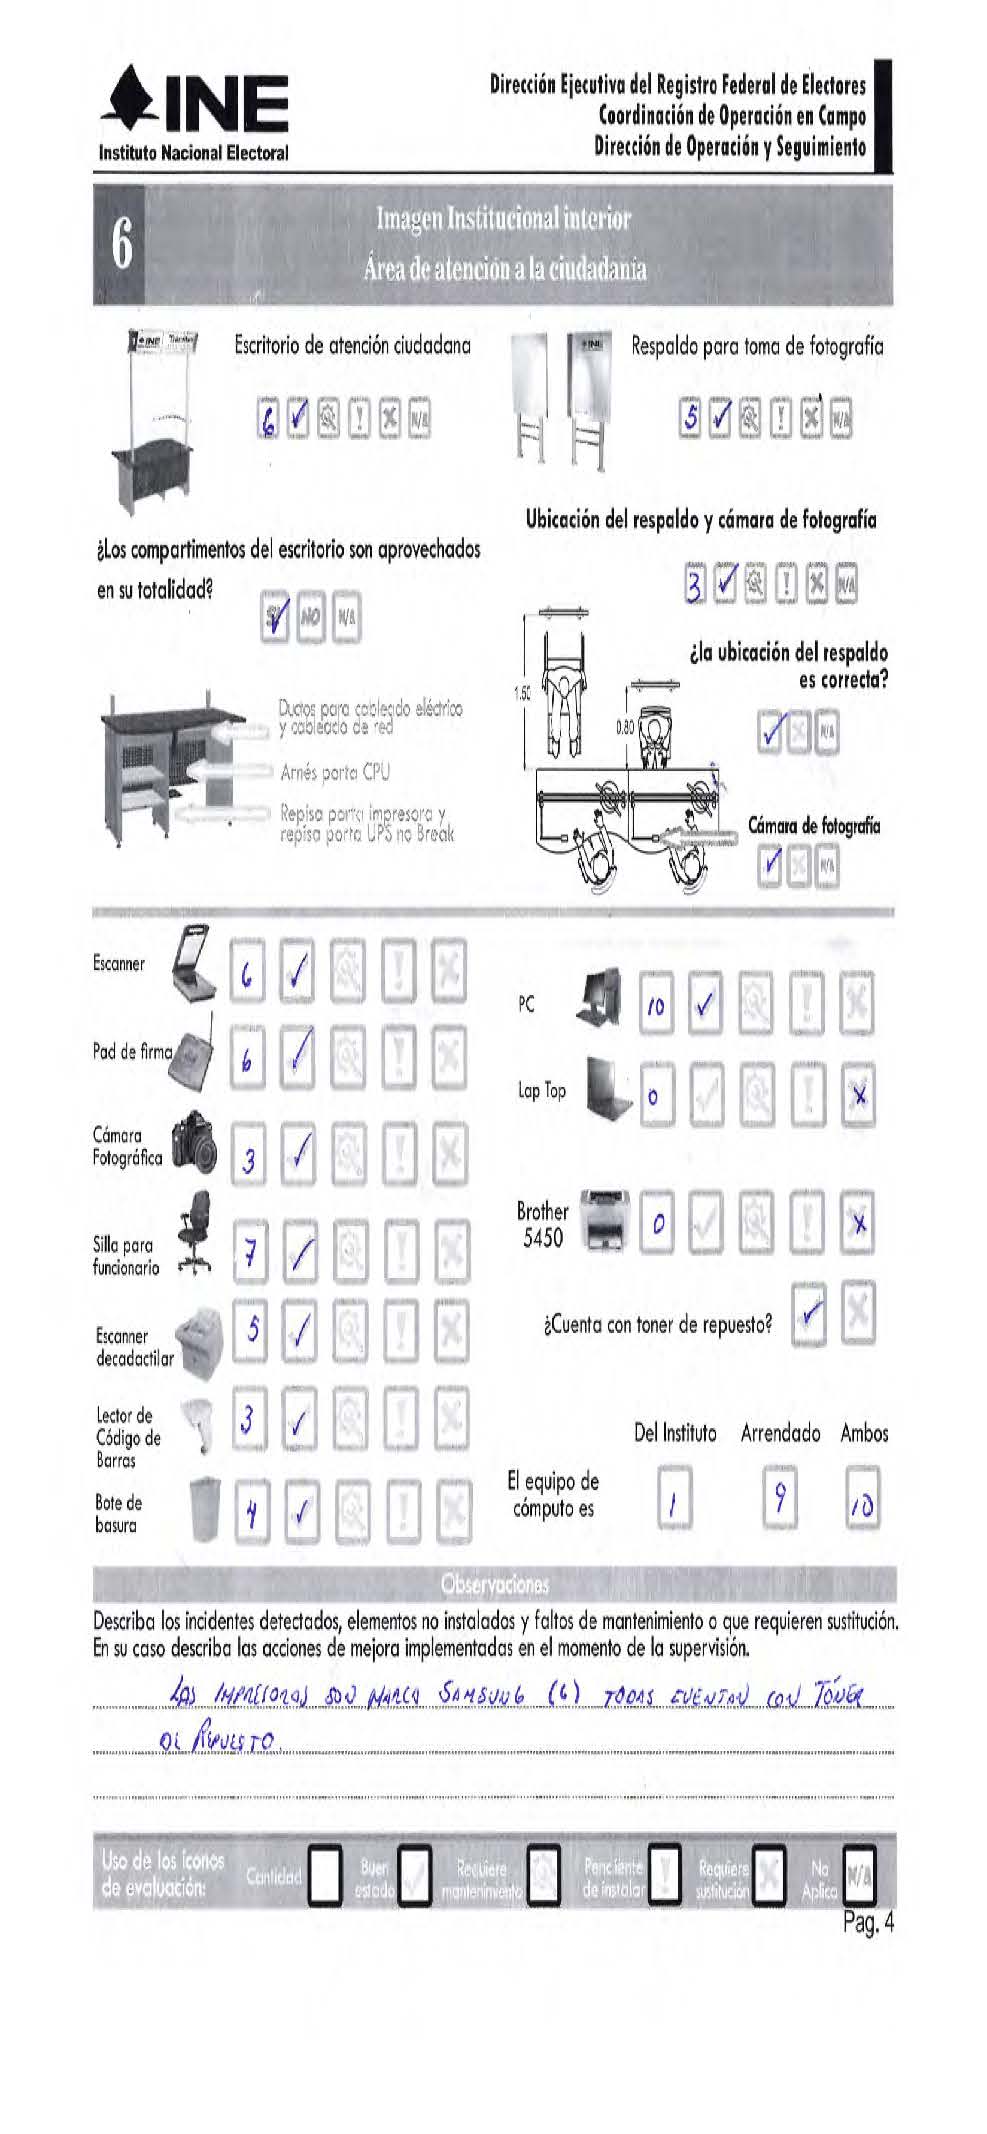 INE
Instituto Nacional Electoral
Dirección Ejecutiva del Registro Federal de Electores
Coordinación de Operación en Campo
Dirección de Operación y Seguimiento
6
Imagen Institucional interior
Área de atención a la ciudadanía
INE
Escritorio de atención ciudadana
6 ✓ ! N/A
INE
Respaldo para toma de fotografía
5 ✓ ! N/A
¿Los compartimentos del escritorio son aprovechados
en su totalidad?
SI ✓ NO N/A
Ubicación del respaldo y cámara de fotografía
3 ✓ ! N/A
¿la ubicación del respaldo
es correcta?
✓ N/A
1.50
0.80
Ductos para cableado eléctrico
y cableado de red
Arnés porta CPU
Repisa porta impresora y
repisa porta UPS no Break
Cámara de fotografía
✓ N/A
Escanner 6 ✓ !
Pad de firma 6 ✓ !
Cámara
Fotográfica 3 ✓ !
Silla para
funcionario 7 ✓ !
Escanner
decadactilar 5 ✓ !
Lector de
Código de
Barras 3 ✓ !
Bote de
basura 4 ✓ !
PC 10 ✓ !
Lap Top 0 ! x
Brother
5450 0 ! x
¿Cuenta con toner de repuesto? ✓
Del Instituto Arrendado Ambos
El equipo de
cómputo es 1 9 10
Observaciones
Describa los incidentes detectados, elementos no instalados y faltos de mantenimiento o que requieren sustitución.
En su caso describa las acciones de mejora implementadas en el momento de la supervisión.
LAS IMPRESORAS SON MARCA SAMSUNG (6) TODAS CUENTAN CON TÓNER
DE REPUESTO.
Uso de los íconos
de evaluación:
Cantidad
Buen
estado
Requiere
mantenimiento
Pendiente
de instalar !
Requiere
sustitución
No
Aplica N/A
Pag. 4